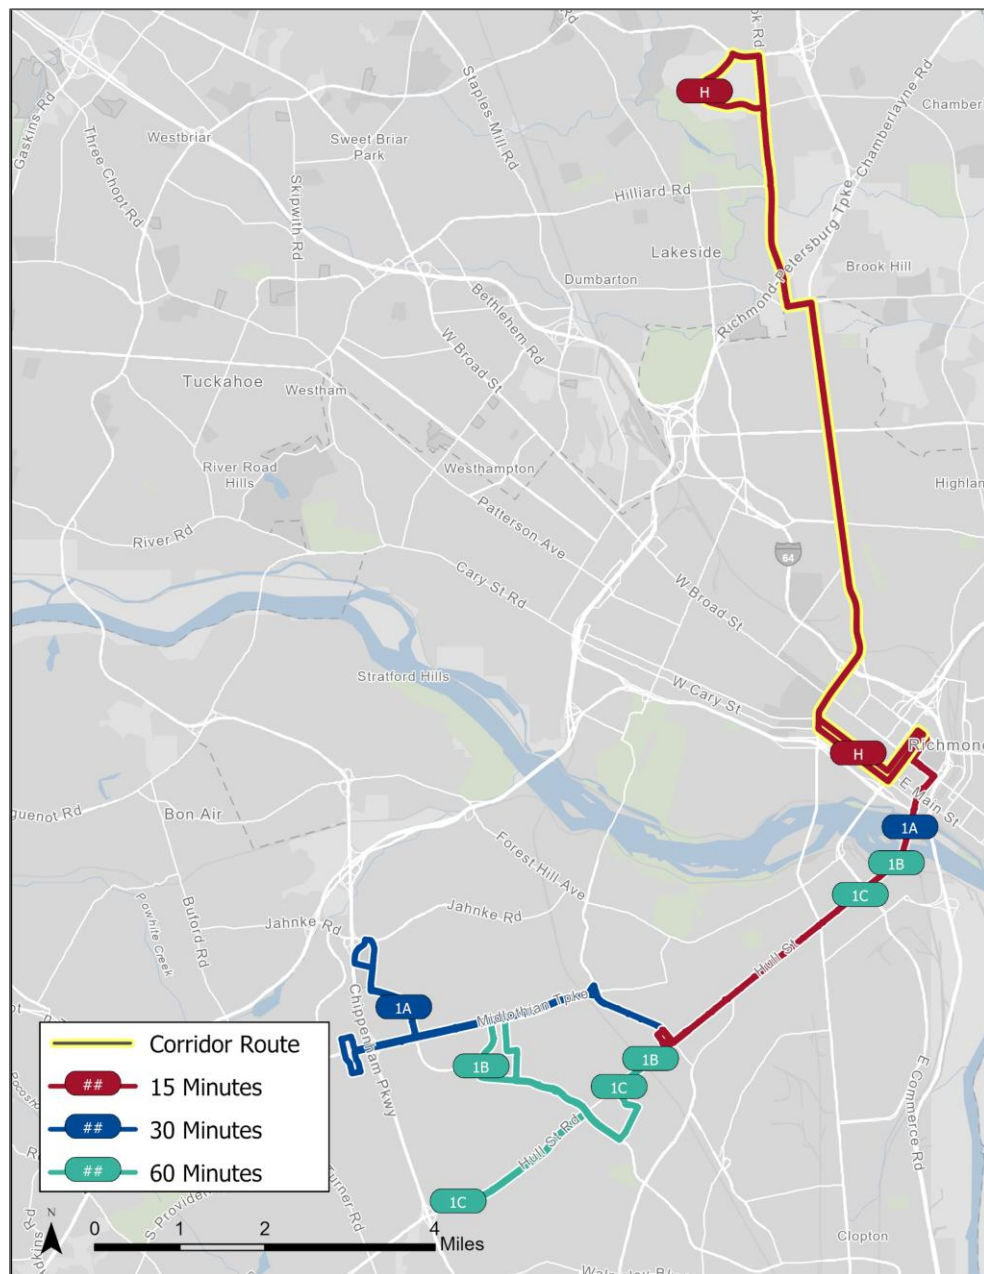 ok Rd
Gaskins Rd
Three Chopt Rd
Westbriar
Sweet Briar
Park
Staples Mill Rd
H
Chamberlayne Rd
Chamber
Skipwith Rd
Hilliard Rd
Lakeside
Richmond-Petersburg Tpke
Brook Hill
Dumbarton
Bethlehem Rd
W Broad St
Tuckahoe
Westham
River Road
Hills
Westhampton
Highlan
Patterson Ave
River Rd
Cary St Rd
64
W Broad St
Stratford Hills
W Cary St
H
Richmond
E Main St
guenot Rd
Bon Air
1A
Forest Hill Ave
1B
1C
Powhite Creek
Buford Rd
Jahnke Rd
Jahnke Rd
Hull St
1A
Midlothian Tpke
Chippenham Pkwy
1B
1B
1C
E Commerce Rd
Hull St Rd
1C
Corridor Route
## 15 Minutes
## 30 Minutes
## 60 Minutes
S Providen
Turner Rd
Clopton
N
0 1 2 4
Miles